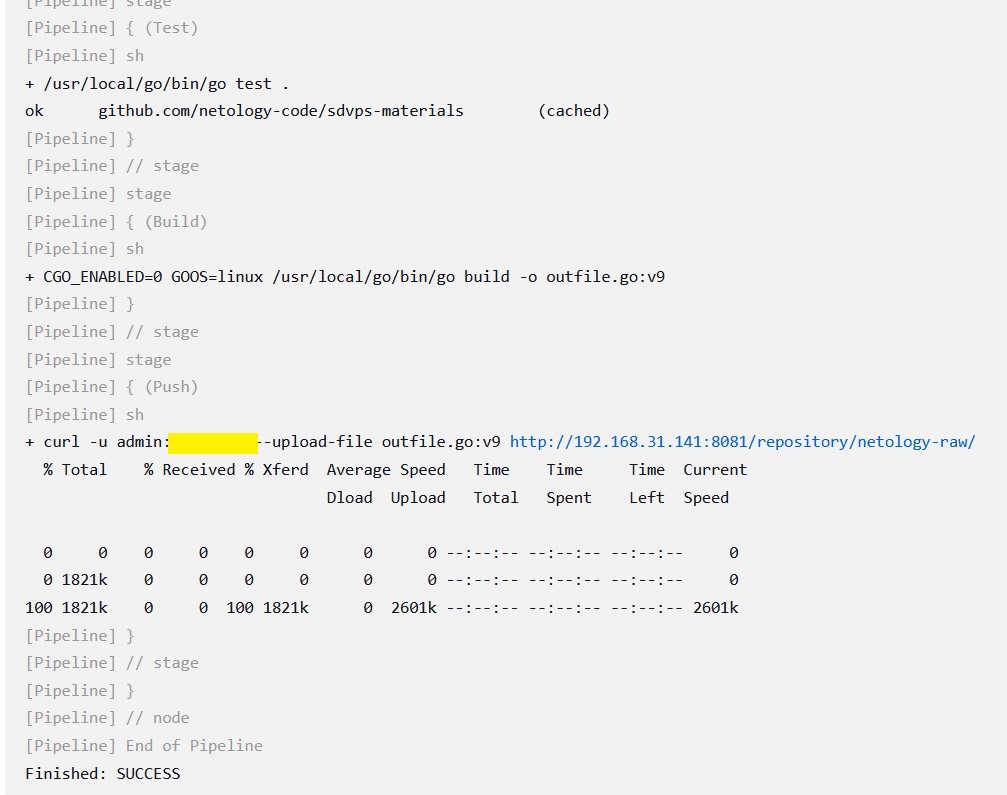 [Pipeline] stage
[Pipeline] { (Test)
[Pipeline] sh
+ /usr/local/go/bin/go test .
ok      github.com/netology-code/sdvps-materials        (cached)
[Pipeline] }
[Pipeline] // stage
[Pipeline] stage
[Pipeline] { (Build)
[Pipeline] sh
+ CGO_ENABLED=0 GOOS=linux /usr/local/go/bin/go build -o outfile.go:v9
[Pipeline] }
[Pipeline] // stage
[Pipeline] stage
[Pipeline] { (Push)
[Pipeline] sh
+ curl -u admin: --upload-file outfile.go:v9 http://192.168.31.141:8081/repository/netology-raw/
  % Total    % Received % Xferd  Average Speed   Time    Time     Time  Current
                                 Dload  Upload   Total   Spent    Left  Speed
  0     0    0     0    0     0      0      0 --:--:-- --:--:-- --:--:--     0
  0 1821k    0     0    0     0      0      0 --:--:-- --:--:-- --:--:--     0
100 1821k    0     0  100 1821k      0  2601k --:--:-- --:--:-- --:--:-- 2601k
[Pipeline] }
[Pipeline] // stage
[Pipeline] }
[Pipeline] // node
[Pipeline] End of Pipeline
Finished: SUCCESS